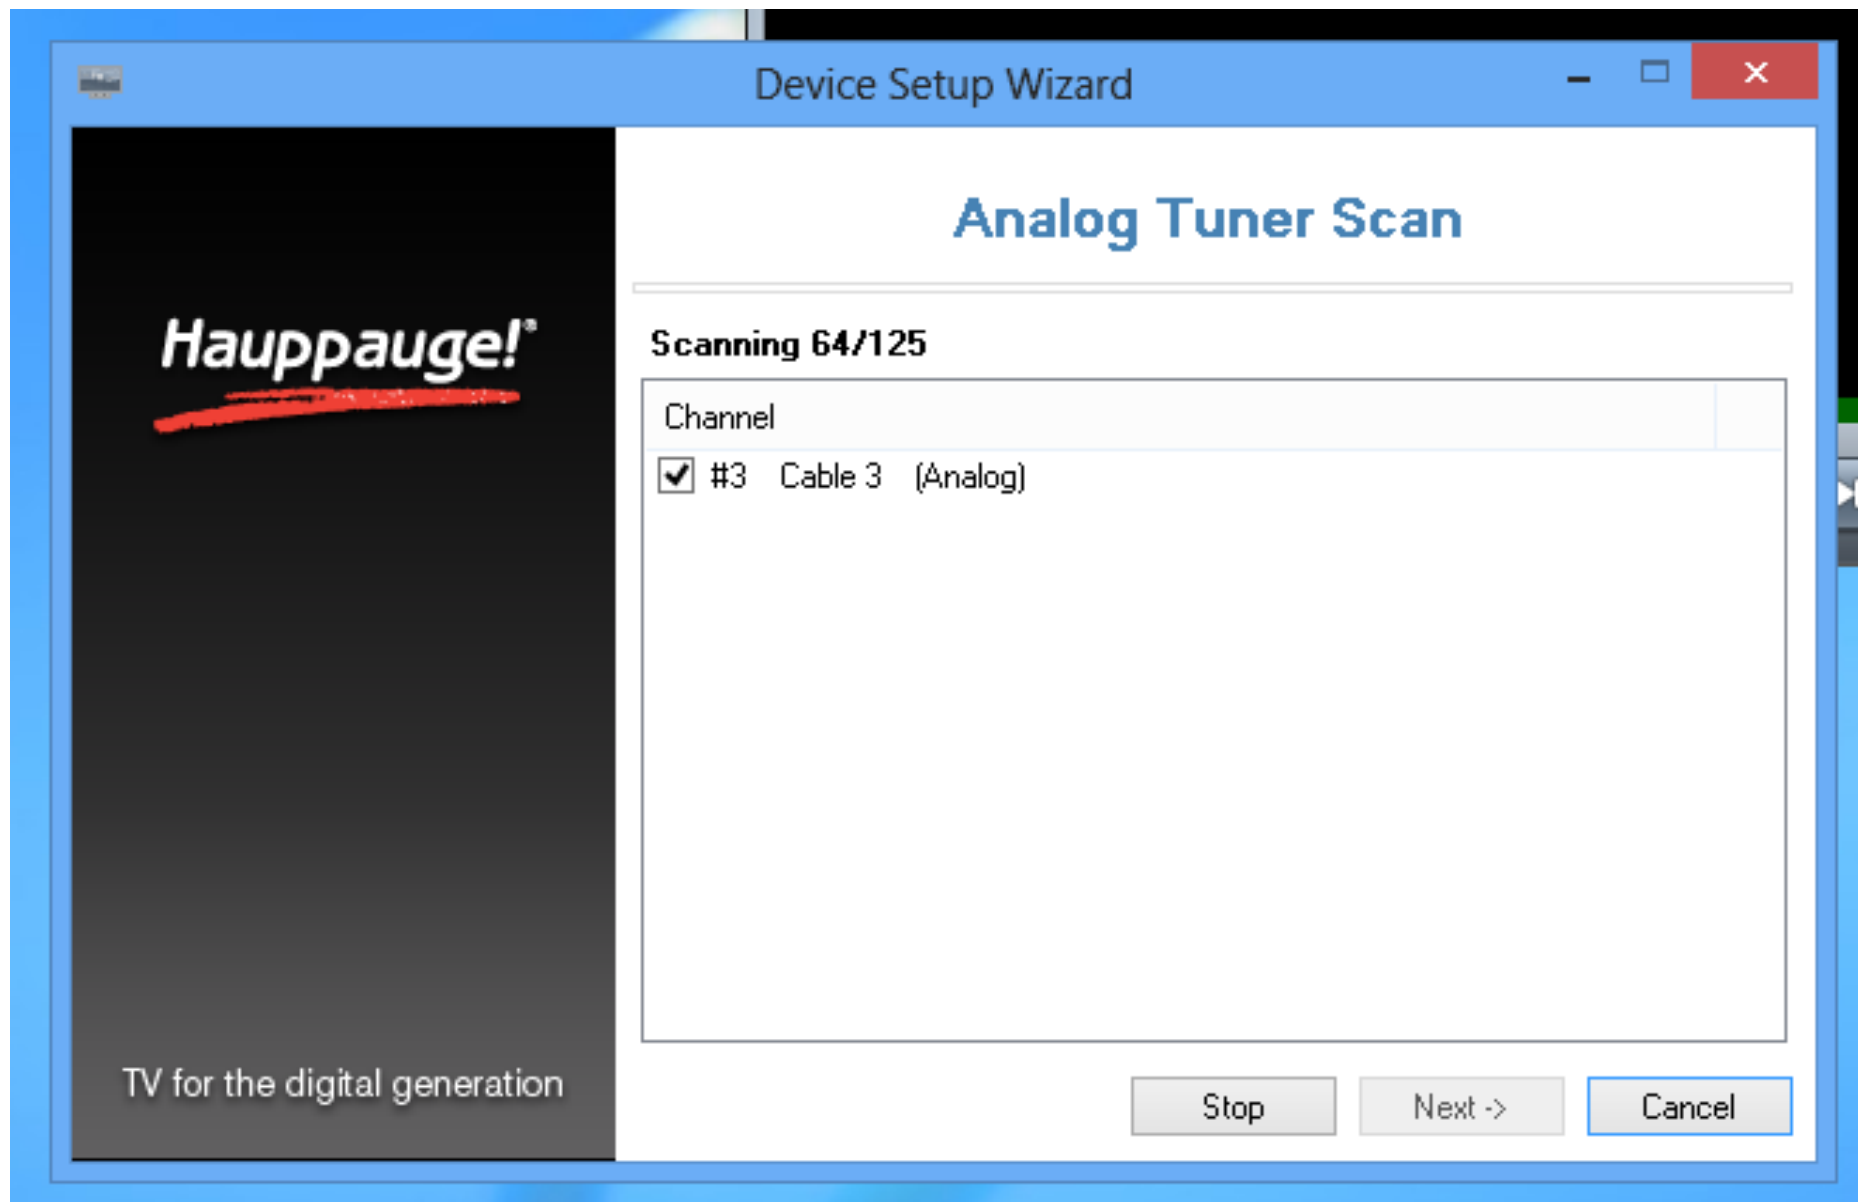 Device Setup Wizard
Hauppauge!®
TV for the digital generation
Analog Tuner Scan
Scanning 64/125
Channel
#3 Cable 3 (Analog)
Stop
Next ->
Cancel